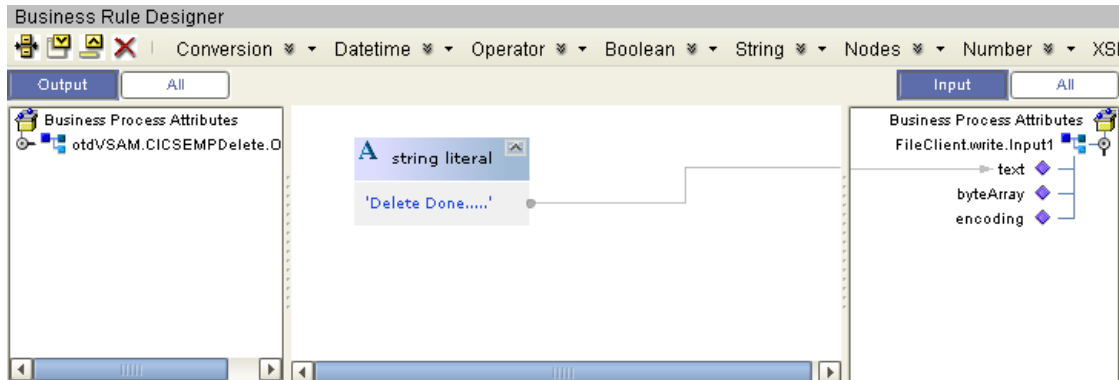 Business Rule Designer
Conversion Datetime Operator Boolean String Nodes Number XSI
Output All Input All
Business Process Attributes
otdVSAM.CICSEMPDelete.O
A string literal
'Delete Done.....'
Business Process Attributes
FileClient.write.Input1
text
byteArray
encoding